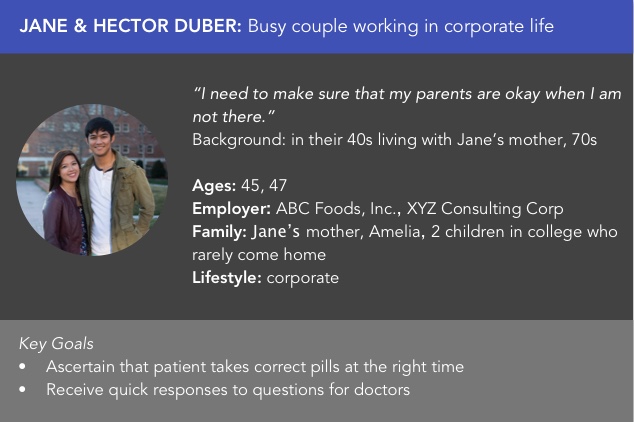 JANE & HECTOR DUBER: Busy couple working in corporate life
“I need to make sure that my parents are okay when I am
not there.”
Background: in their 40s living with Jane’s mother, 70s
Ages: 45, 47
Employer: ABC Foods, Inc., XYZ Consulting Corp
Family: Jane’s mother, Amelia, 2 children in college who
rarely come home
Lifestyle: corporate
Key Goals
• Ascertain that patient takes correct pills at the right time
• Receive quick responses to questions for doctors